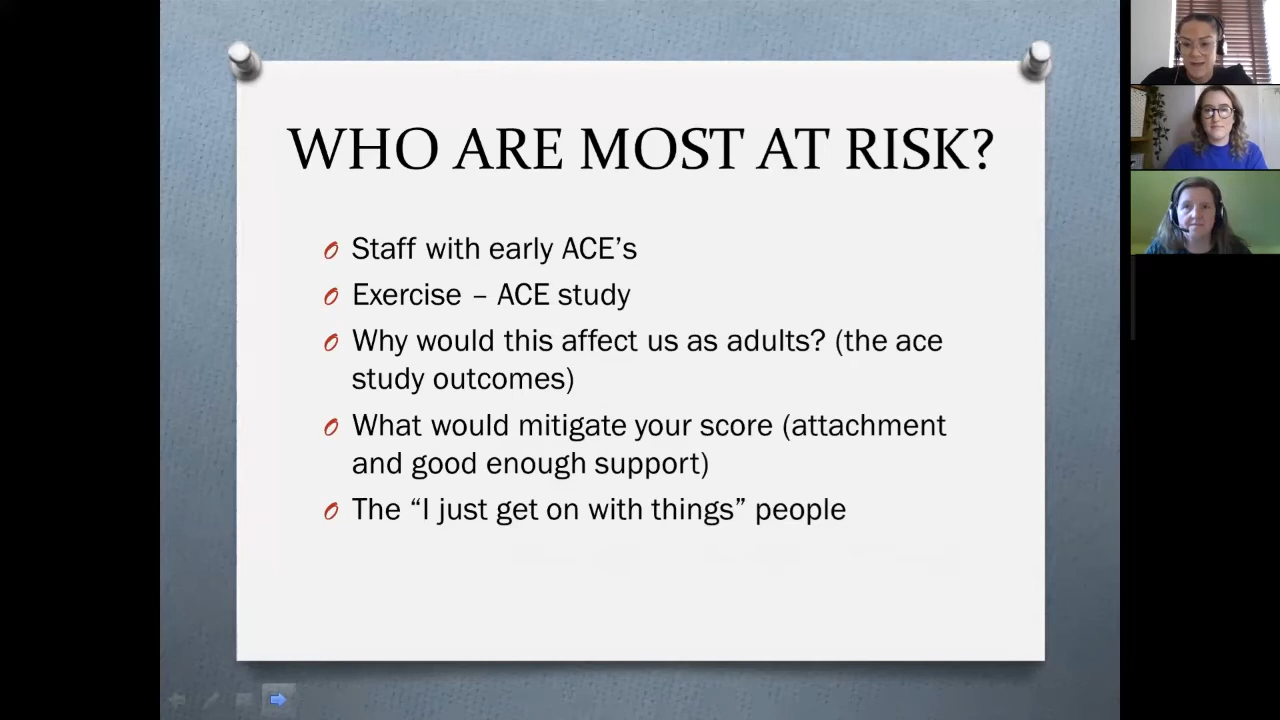 WHO ARE MOST AT RISK?
Staff with early ACE’s
Exercise – ACE study
Why would this affect us as adults? (the ace
study outcomes)
What would mitigate your score (attachment
and good enough support)
The “I just get on with things” people